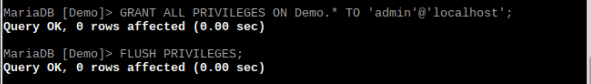 MariaDB [Demo]> GRANT ALL PRIVILEGES ON Demo.* TO 'admin'@'localhost';
Query OK, 0 rows affected (0.00 sec)
MariaDB [Demo]> FLUSH PRIVILEGES;
Query OK, 0 rows affected (0.00 sec)